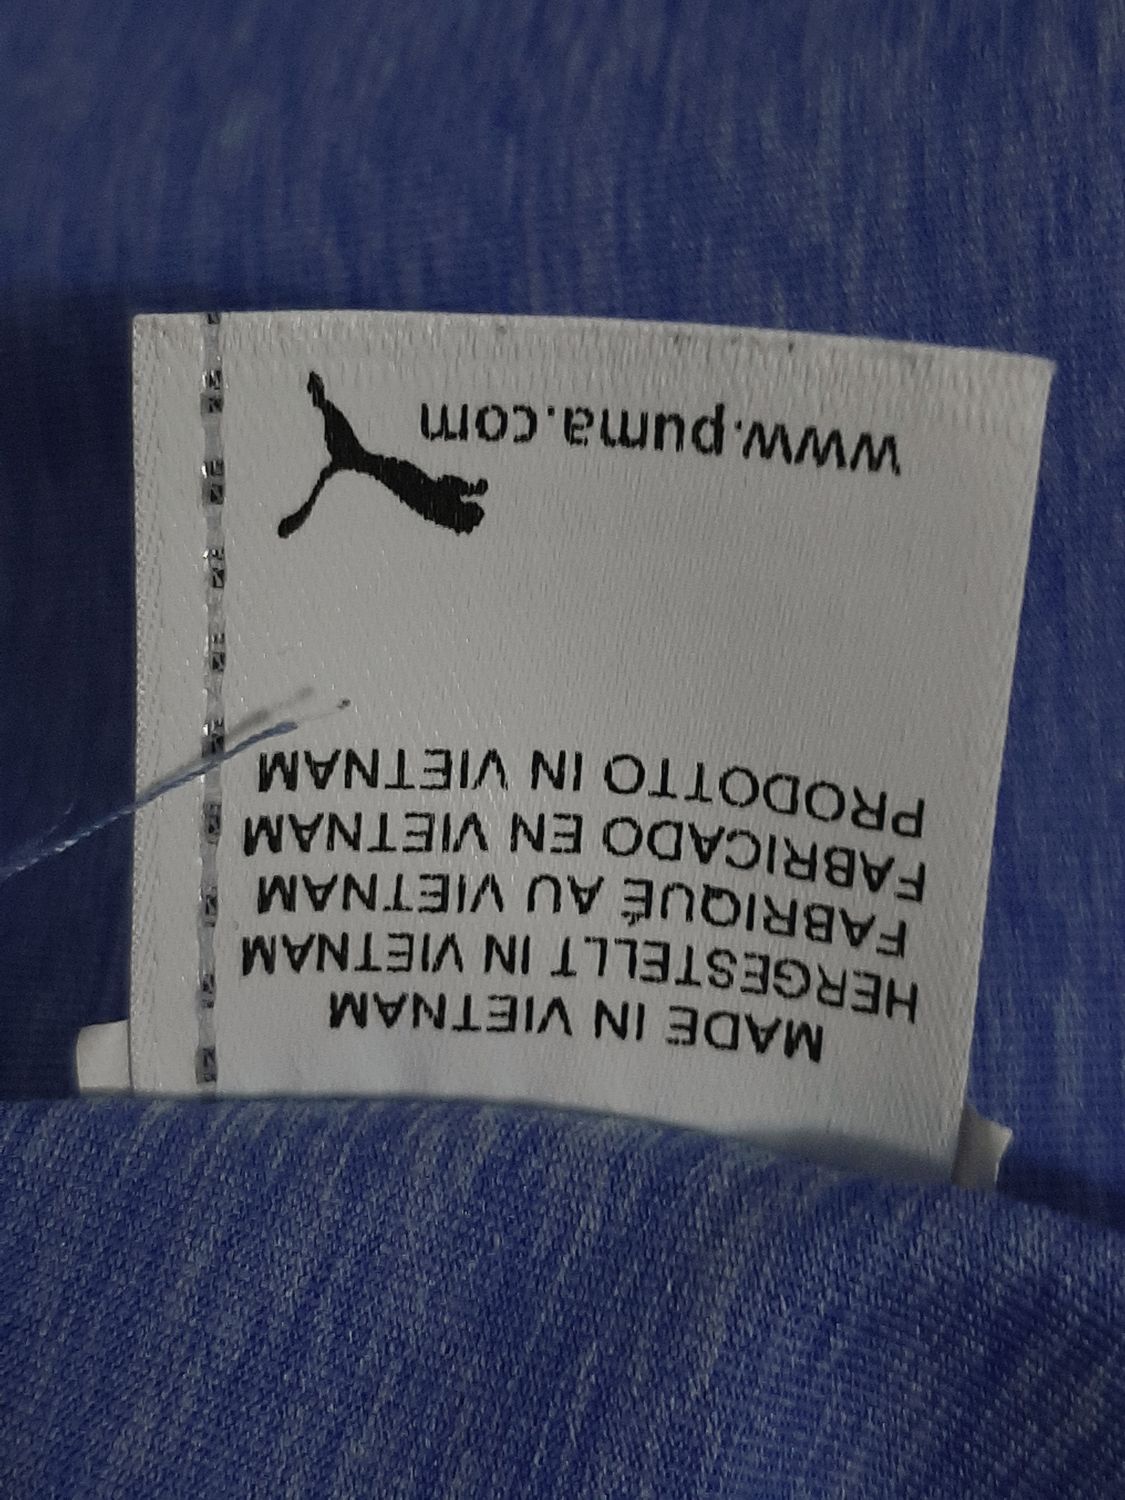 MADE IN VIETNAM
HERGESTELLT IN VIETNAM
FABRIQUÉ AU VIETNAM
FABRICADO EN VIETNAM
PRODOTTO IN VIETNAM
www.puma.com